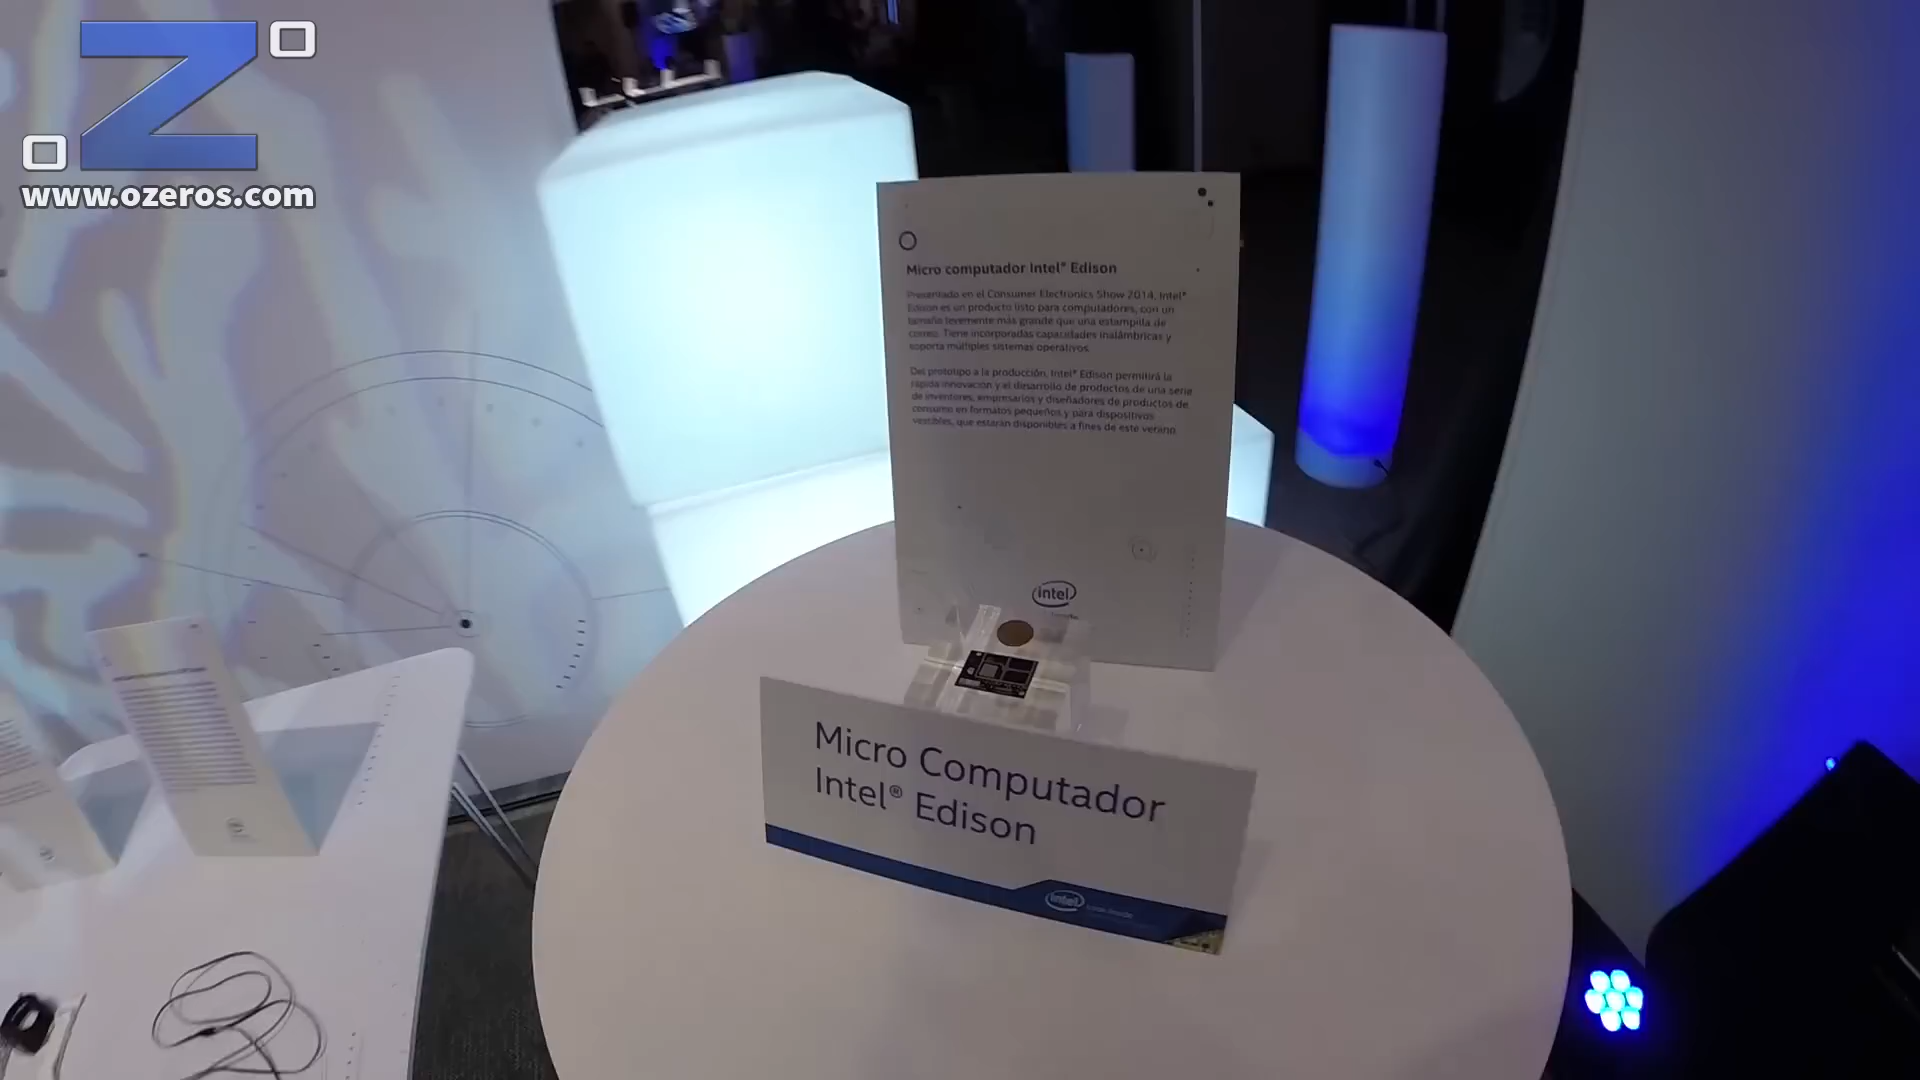 Z
www.ozeros.com
Micro computador Intel® Edison
Presentado en el Consumer Electronics Show 2014, Intel®
Edison es un producto listo para computadores, con un
tamaño levemente más grande que una estampilla de
correo. Tiene incorporadas capacidades inalámbricas y
soporta múltiples sistemas operativos.
Del prototipo a la producción, Intel® Edison permitirá la
rápida innovación y el desarrollo de productos de una serie
de inventores, empresarios y diseñadores de productos de
consumo en formatos pequeños y para dispositivos
vestibles, que estarán disponibles a fines de este verano.
intel
Micro Computador
Intel® Edison
intel